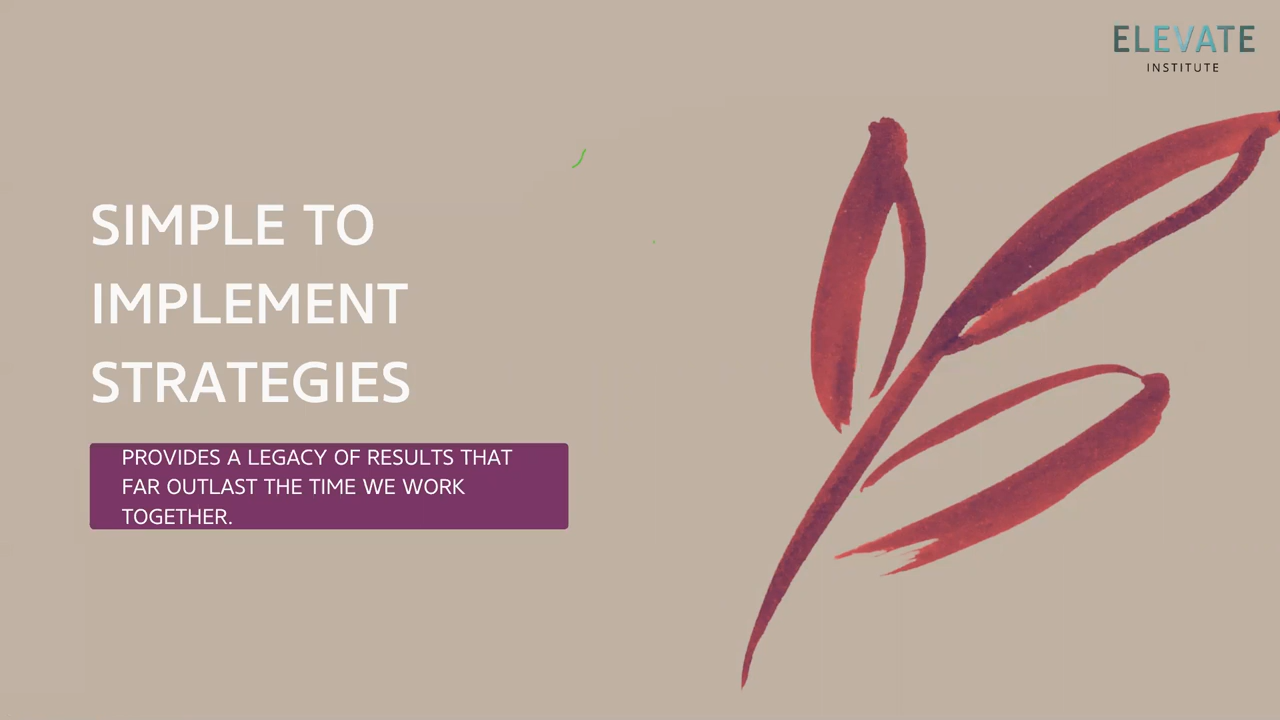 ELEVATE
INSTITUTE
SIMPLE TO
IMPLEMENT
STRATEGIES
PROVIDES A LEGACY OF RESULTS THAT
FAR OUTLAST THE TIME WE WORK
TOGETHER.